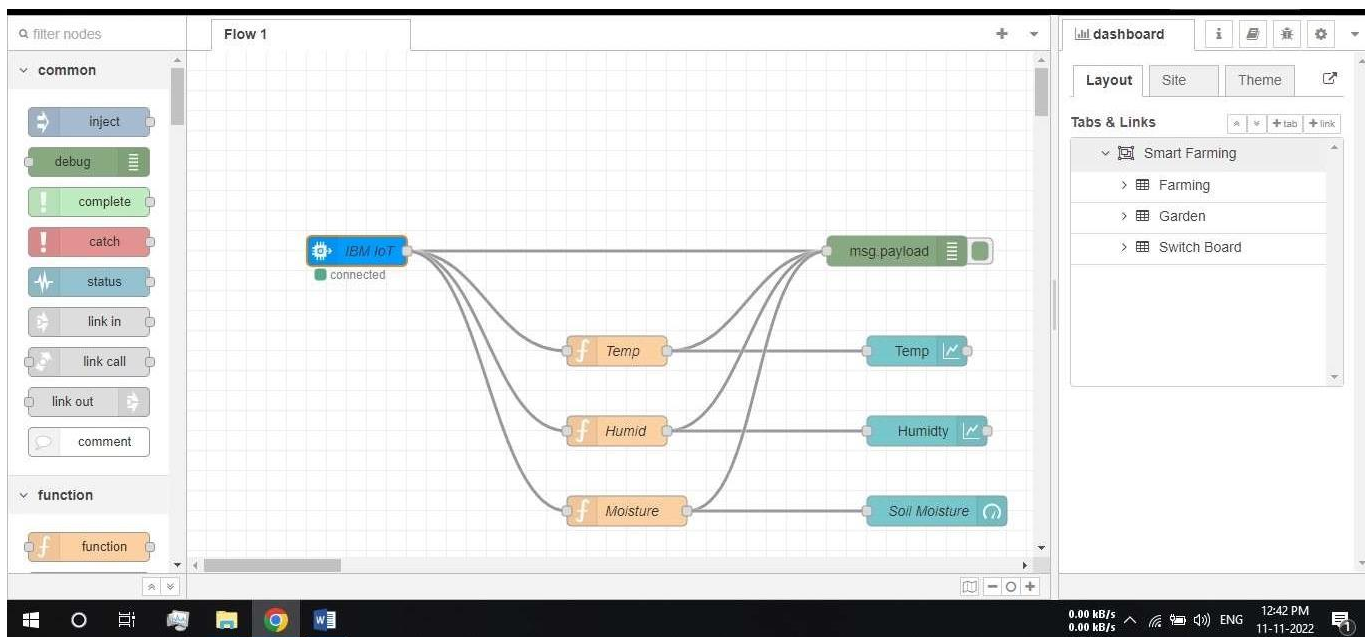 filter nodes
Flow 1
dashboard
i
common
Layout
Site
Theme
Tabs & Links
tab
link
inject
debug
complete
catch
status
link in
link call
link out
comment
function
function
Smart Farming
Farming
Garden
Switch Board
IBM IoT
connected
msg.payload
Temp
Temp
Humid
Humidty
Moisture
Soil Moisture
0.00 kB/s
0.00 kB/s
ENG
12:42 PM
11-11-2022
1